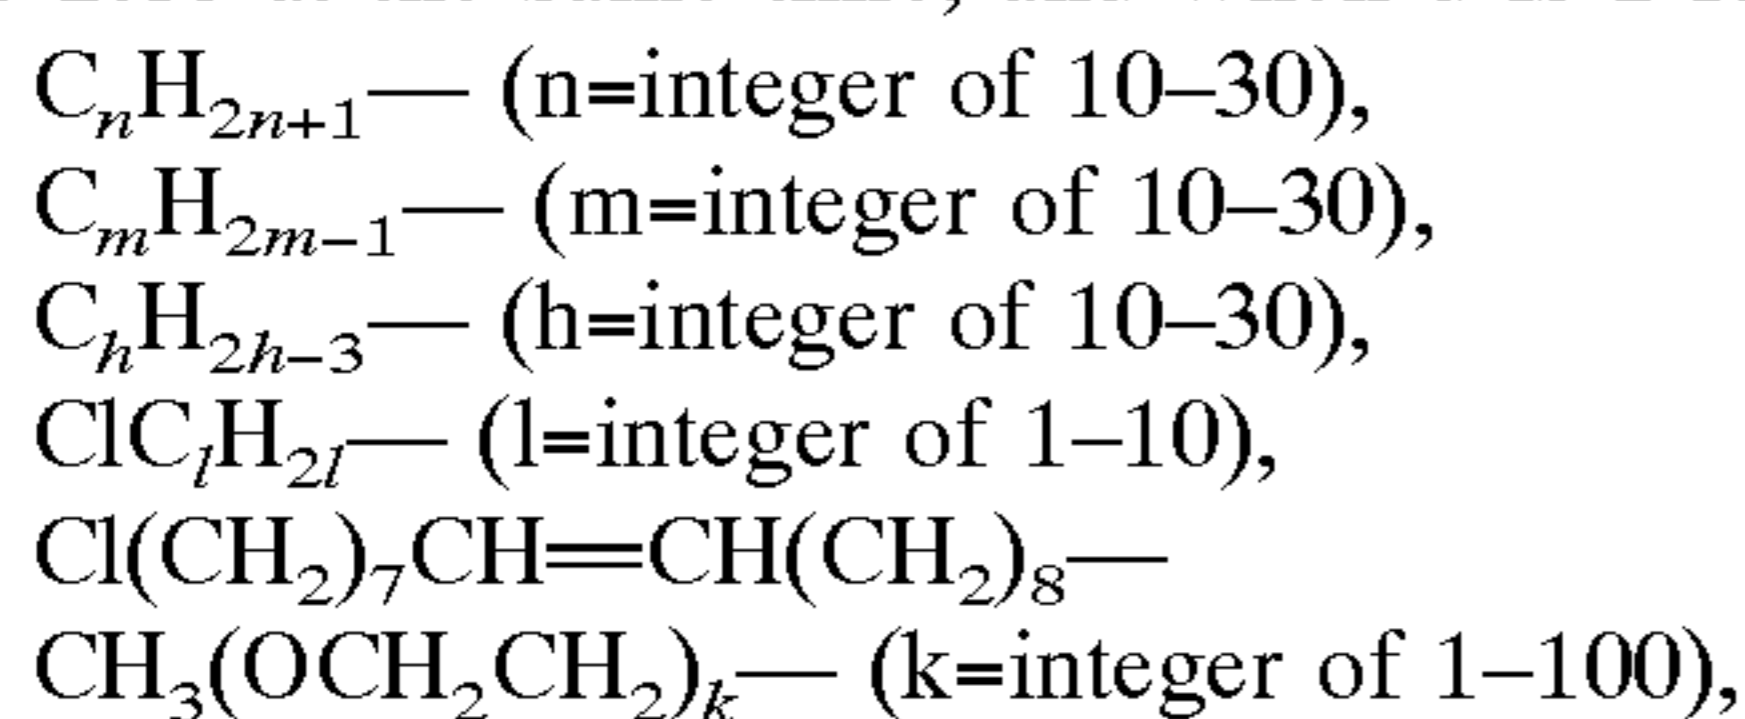 CₙH₂ₙ₊₁— (n=integer of 10–30),
CₘH₂ₘ₋₁— (m=integer of 10–30),
CₕH₂ₕ₋₃— (h=integer of 10–30),
ClCₗH₂ₗ— (l=integer of 1–10),
Cl(CH₂)₇CH=CH(CH₂)₈—
CH₃(OCH₂CH₂)ₖ— (k=integer of 1–100),